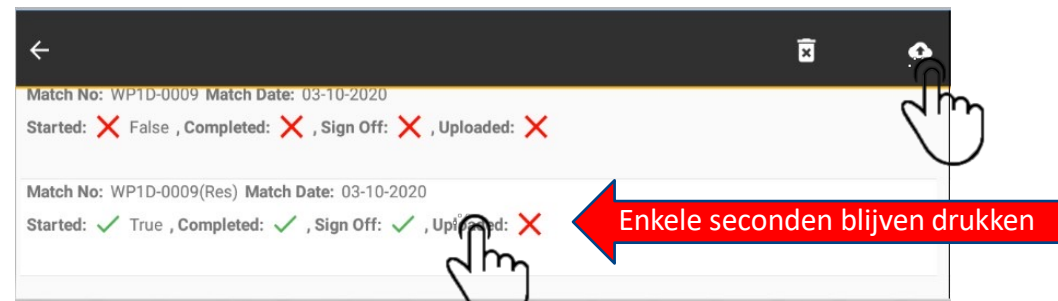 Match No: WP1D-0009 Match Date: 03-10-2020
Started: False , Completed: , Sign Off: , Uploaded:
Match No: WP1D-0009(Res) Match Date: 03-10-2020
Started: True , Completed: , Sign Off: , Uploaded:
Enkele seconden blijven drukken